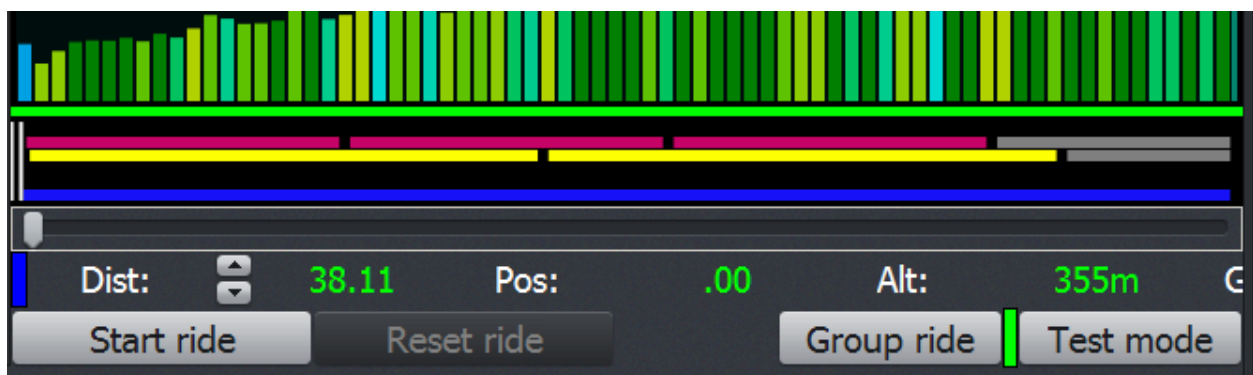 Dist: 38.11 Pos: .00 Alt: 355m G
Start ride Reset ride Group ride Test mode